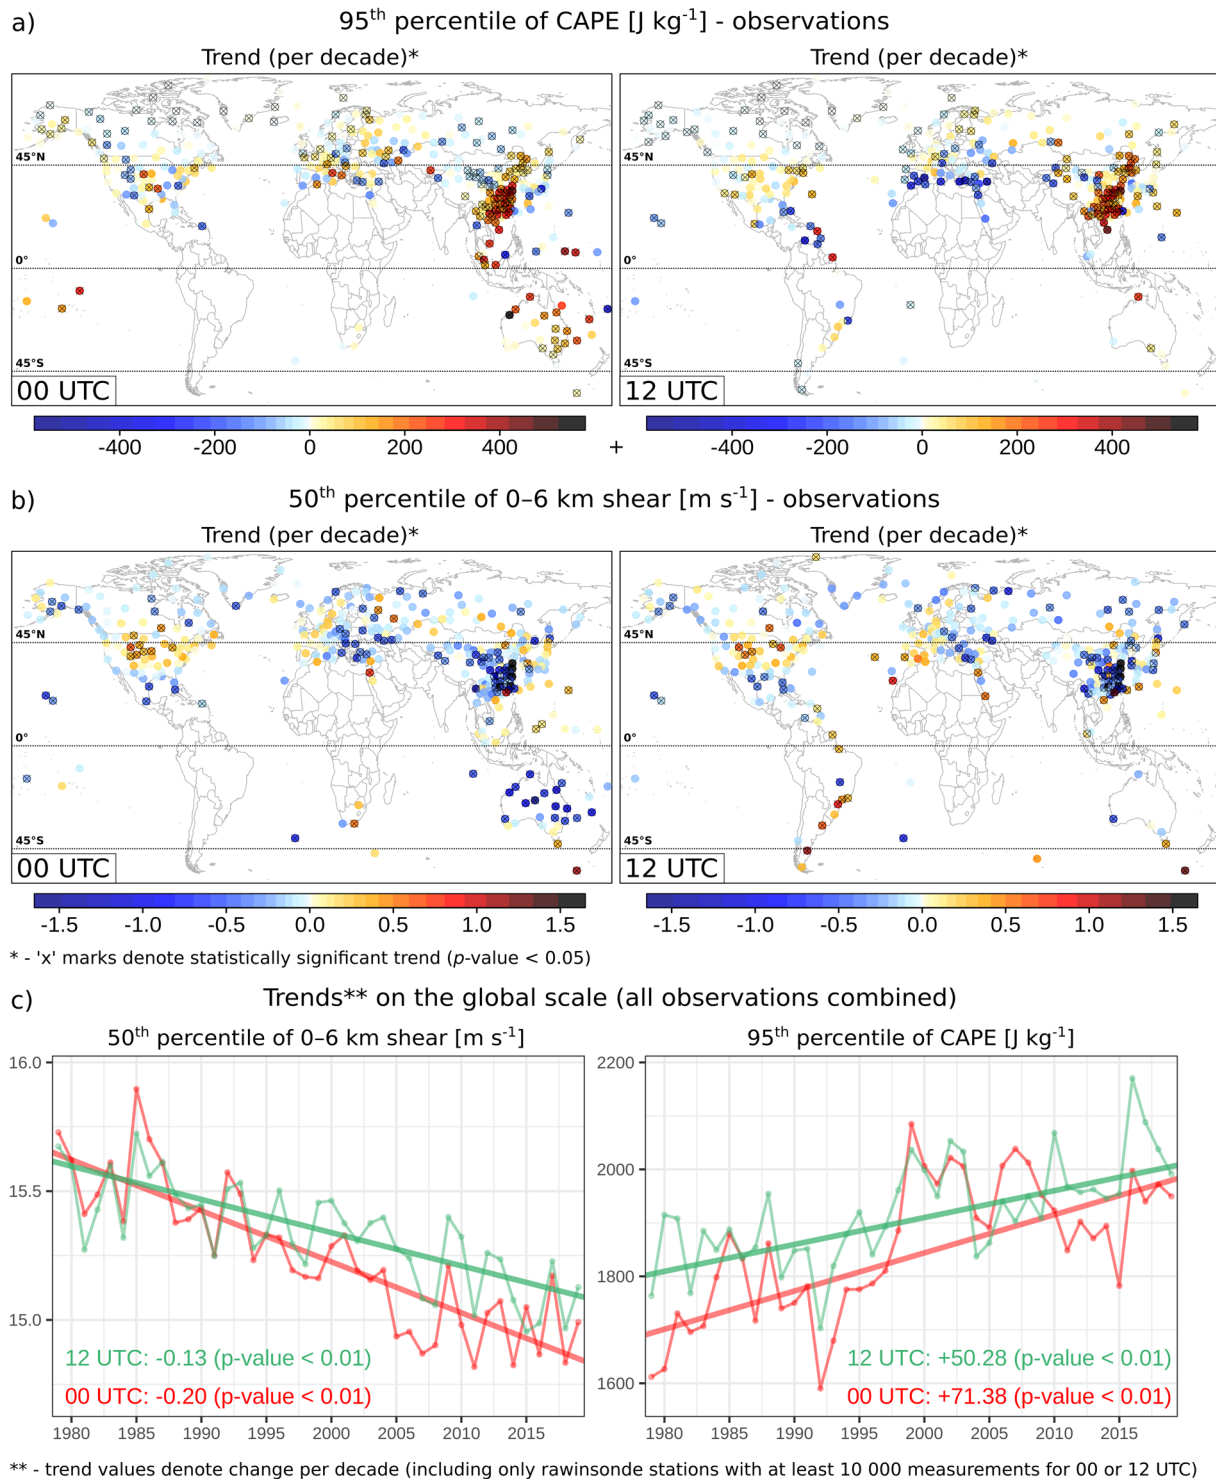 a) 95th percentile of CAPE [J kg-1] - observations
Trend (per decade)* Trend (per decade)*
45°N 45°N
0° 0°
45°S 45°S
00 UTC 12 UTC
-400 -200 0 200 400 + -400 -200 0 200 400
b) 50th percentile of 0–6 km shear [m s-1] - observations
Trend (per decade)* Trend (per decade)*
45°N 45°N
0° 0°
45°S 45°S
00 UTC 12 UTC
-1.5 -1.0 -0.5 0.0 0.5 1.0 1.5 -1.5 -1.0 -0.5 0.0 0.5 1.0 1.5
* - 'x' marks denote statistically significant trend (p-value < 0.05)
c) Trends** on the global scale (all observations combined)
50th percentile of 0–6 km shear [m s-1] 95th percentile of CAPE [J kg-1]
16.0 2200
2000
15.5
1800
15.0
12 UTC: -0.13 (p-value < 0.01) 12 UTC: +50.28 (p-value < 0.01)
1600
00 UTC: -0.20 (p-value < 0.01) 00 UTC: +71.38 (p-value < 0.01)
1980 1985 1990 1995 2000 2005 2010 2015 1980 1985 1990 1995 2000 2005 2010 2015
** - trend values denote change per decade (including only rawinsonde stations with at least 10 000 measurements for 00 or 12 UTC)